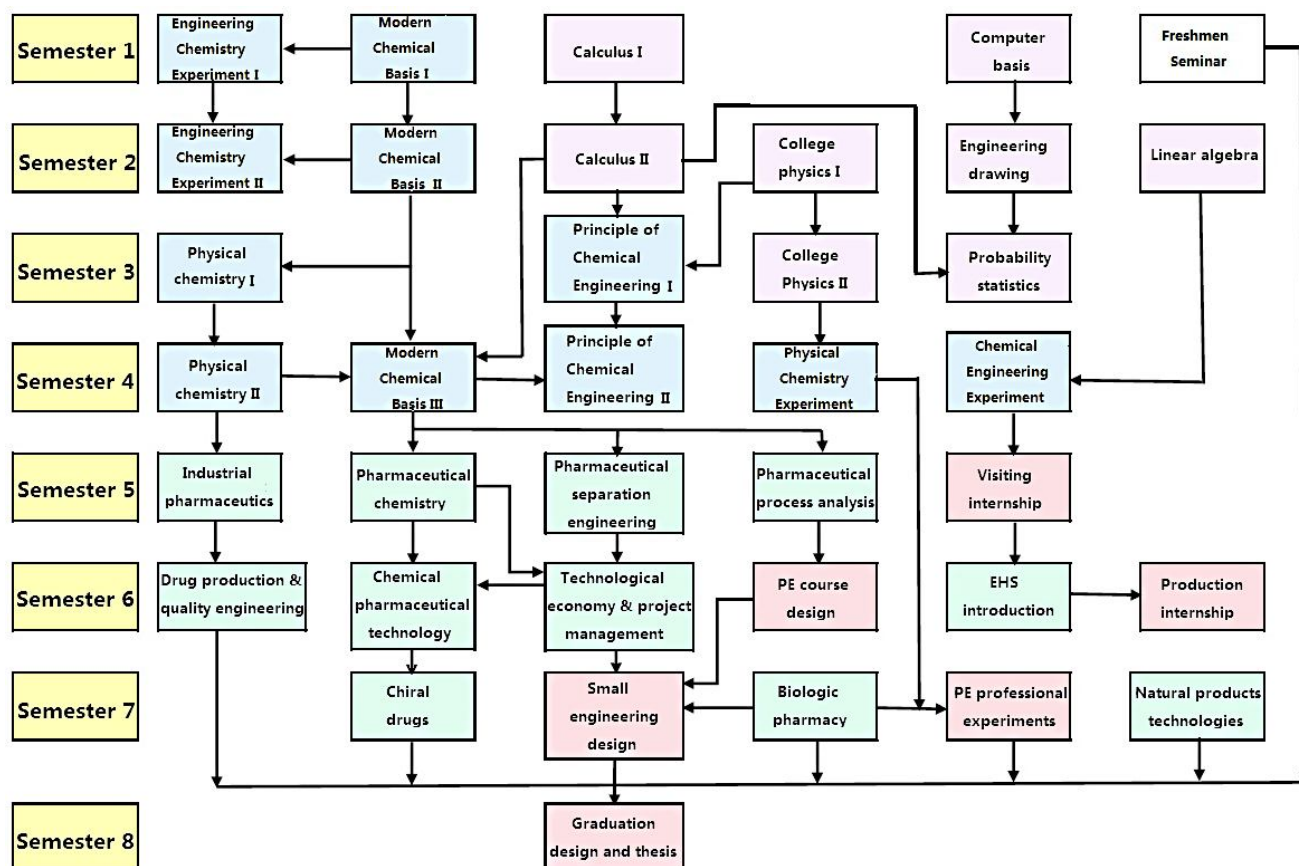 Semester 1
Engineering
Chemistry
Experiment I
Modern
Chemical
Basis I
Calculus I
Computer
basis
Freshmen
Seminar
Semester 2
Engineering
Chemistry
Experiment II
Modern
Chemical
Basis II
Calculus II
College
physics I
Engineering
drawing
Linear algebra
Semester 3
Physical
chemistry I
Principle of
Chemical
Engineering I
College
Physics II
Probability
statistics
Semester 4
Physical
chemistry II
Modern
Chemical
Basis III
Principle of
Chemical
Engineering II
Physical
Chemistry
Experiment
Chemical
Engineering
Experiment
Semester 5
Industrial
pharmaceutics
Pharmaceutical
chemistry
Pharmaceutical
separation
engineering
Pharmaceutical
process analysis
Visiting
internship
Semester 6
Drug production &
quality engineering
Chemical
pharmaceutical
technology
Technological
economy & project
management
PE course
design
EHS
introduction
Production
internship
Semester 7
Chiral
drugs
Small
engineering
design
Biologic
pharmacy
PE professional
experiments
Natural products
technologies
Semester 8
Graduation
design and thesis